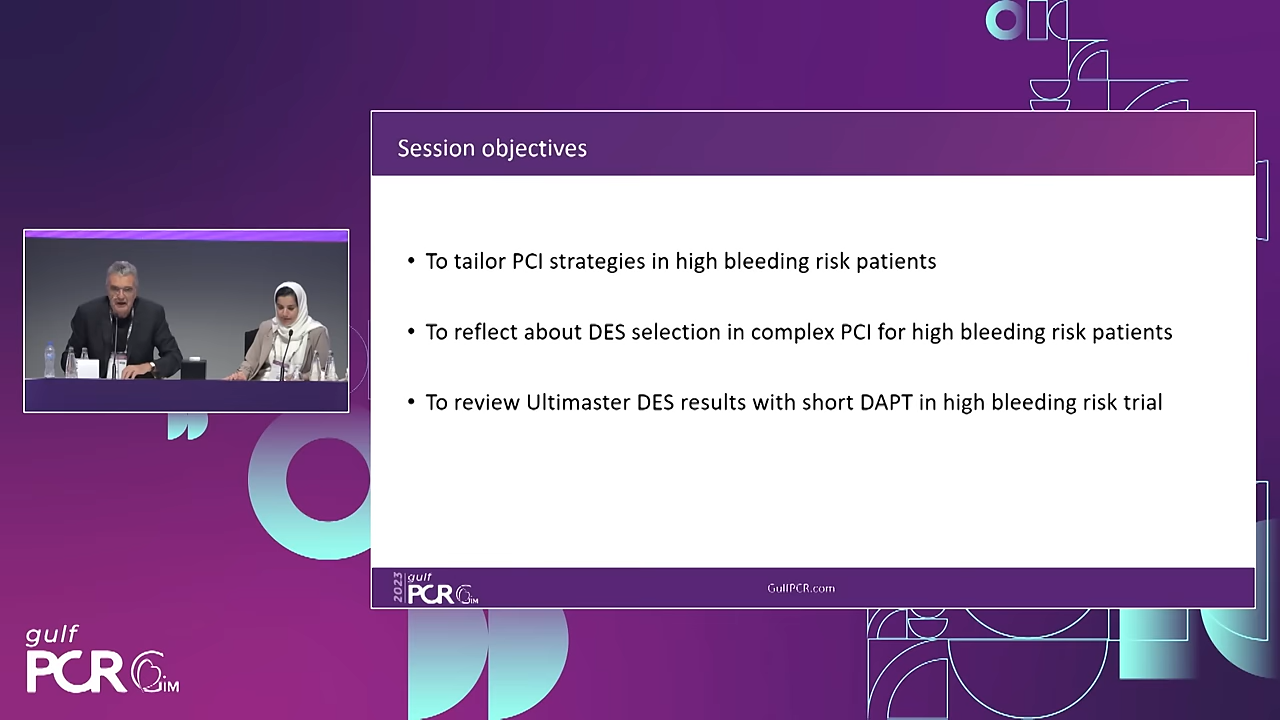 Session objectives
• To tailor PCI strategies in high bleeding risk patients
• To reflect about DES selection in complex PCI for high bleeding risk patients
• To review Ultimaster DES results with short DAPT in high bleeding risk trial
2023
gulf
PCR GIM
GulfPCR.com
gulf
PCR GIM